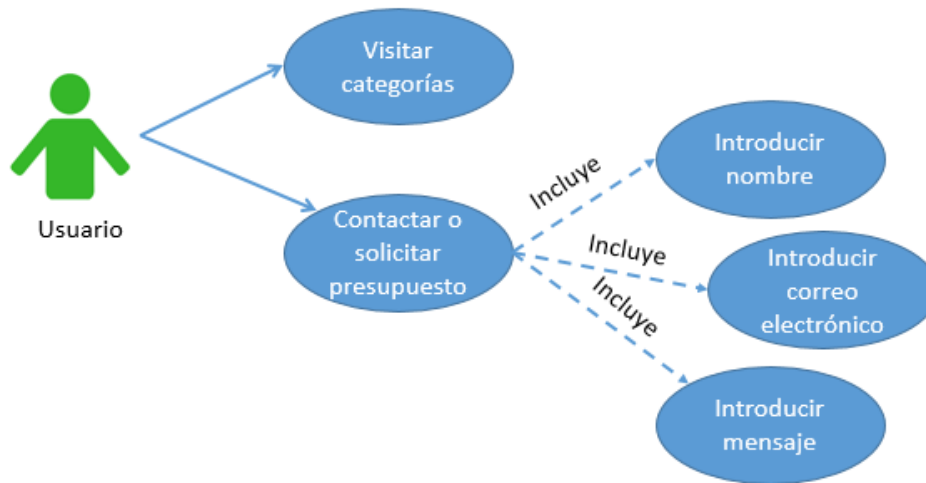 Visitar
categorías
Usuario
Contactar o
solicitar
presupuesto
Incluye
Introducir
nombre
Incluye
Introducir
correo
electrónico
Incluye
Introducir
mensaje